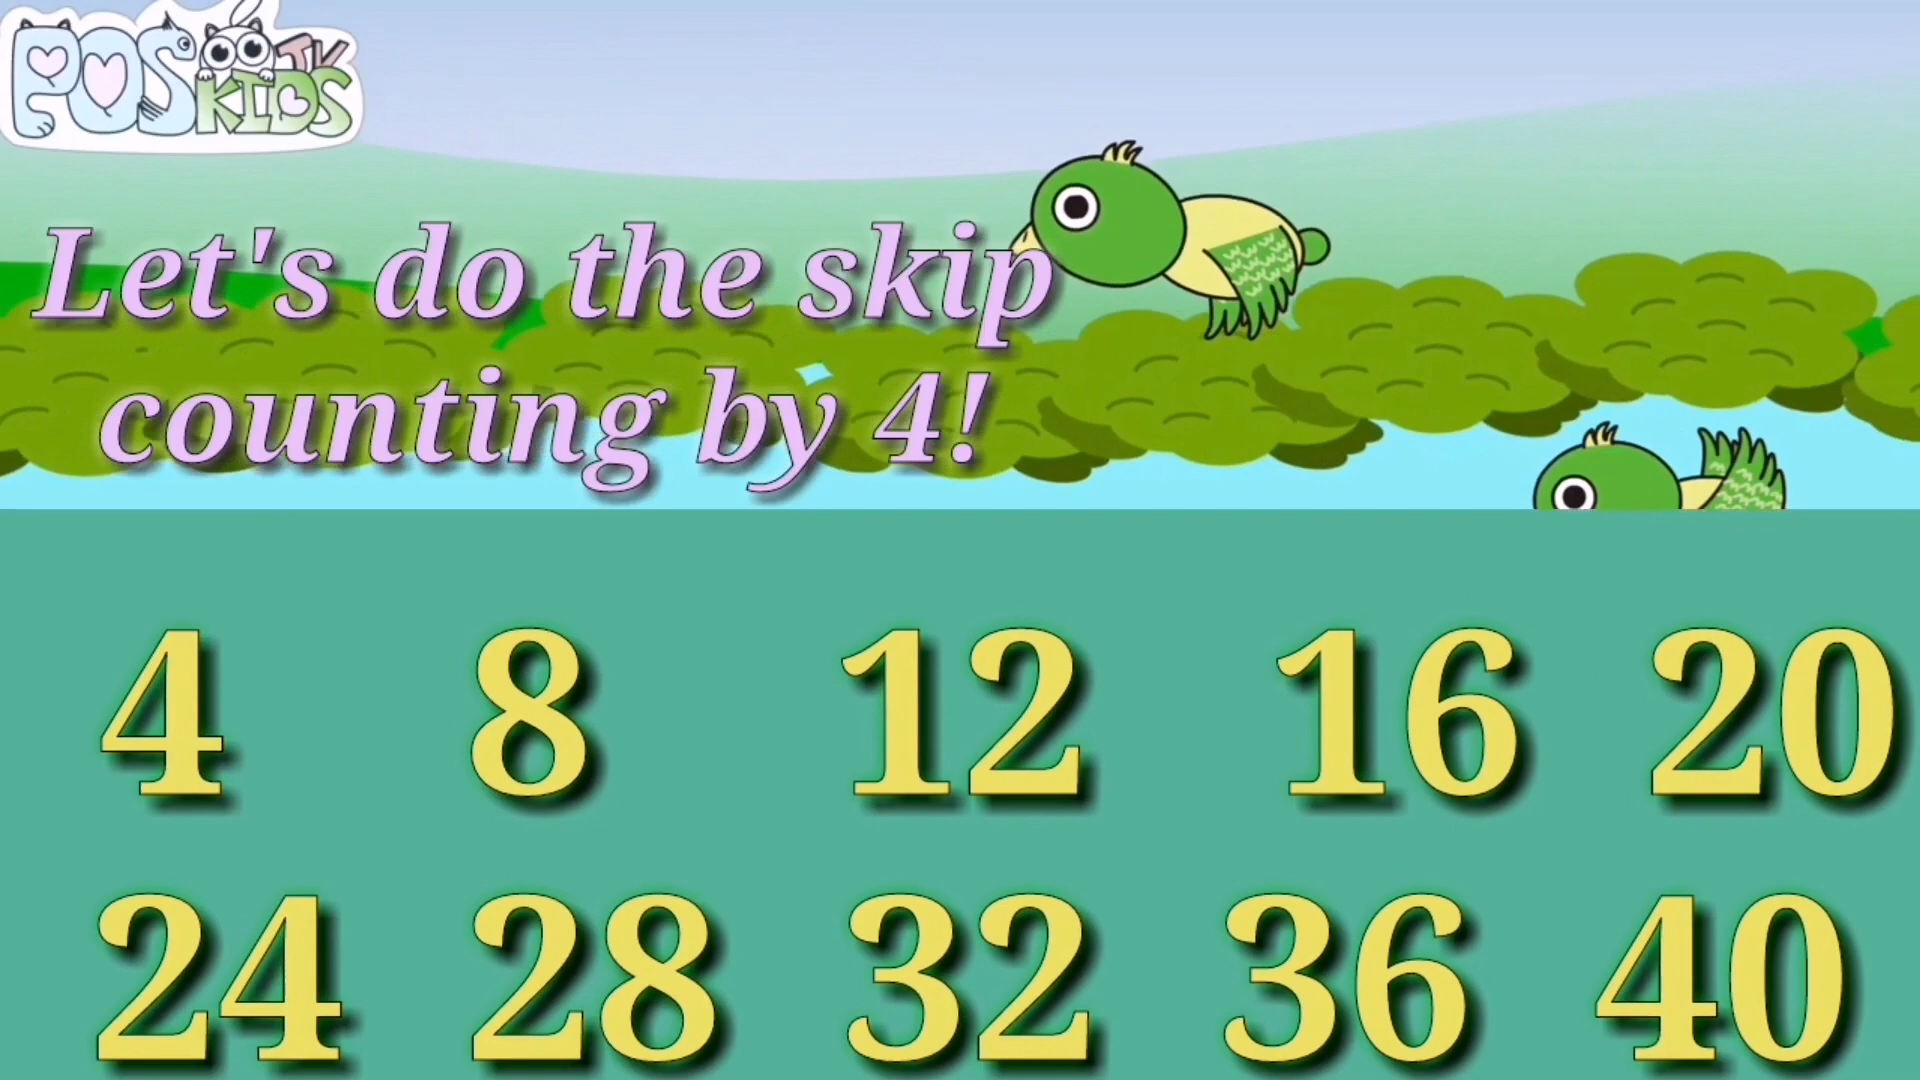 POS KIDS TV
Let's do the skip
counting by 4!
4 8 12 16 20
24 28 32 36 40